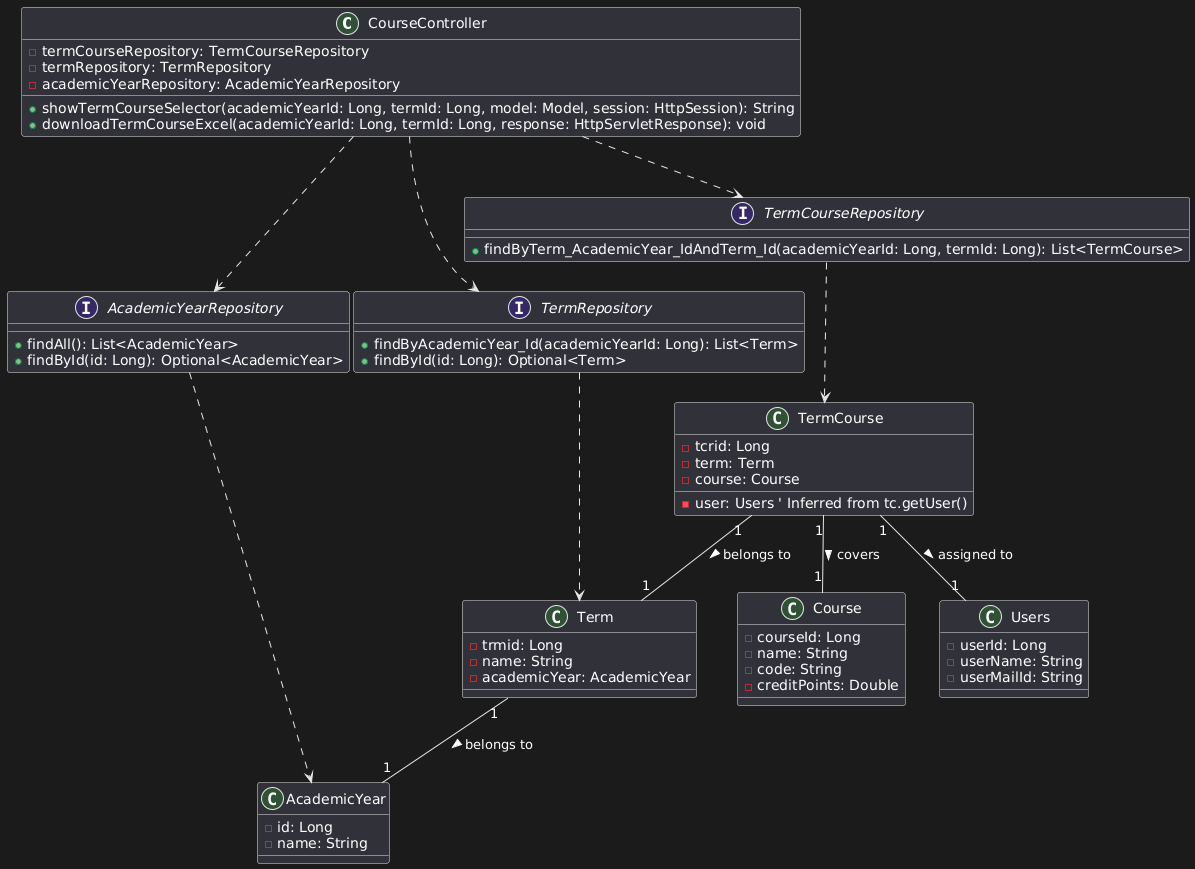 C CourseController
termCourseRepository: TermCourseRepository
termRepository: TermRepository
academicYearRepository: AcademicYearRepository
showTermCourseSelector(academicYearId: Long, termId: Long, model: Model, session: HttpSession): String
downloadTermCourseExcel(academicYearId: Long, termId: Long, response: HttpServletResponse): void
I TermCourseRepository
findByTerm_AcademicYear_IdAndTerm_Id(academicYearId: Long, termId: Long): List<TermCourse>
I AcademicYearRepository
findAll(): List<AcademicYear>
findById(id: Long): Optional<AcademicYear>
I TermRepository
findByAcademicYear_Id(academicYearId: Long): List<Term>
findById(id: Long): Optional<Term>
C TermCourse
tcrid: Long
term: Term
course: Course
user: Users ' Inferred from tc.getUser()
1
1
1
belongs to
covers
assigned to
1
1
1
C Term
trmid: Long
name: String
academicYear: AcademicYear
C Course
courseId: Long
name: String
code: String
creditPoints: Double
C Users
userId: Long
userName: String
userMailId: String
1
belongs to
1
C AcademicYear
id: Long
name: String